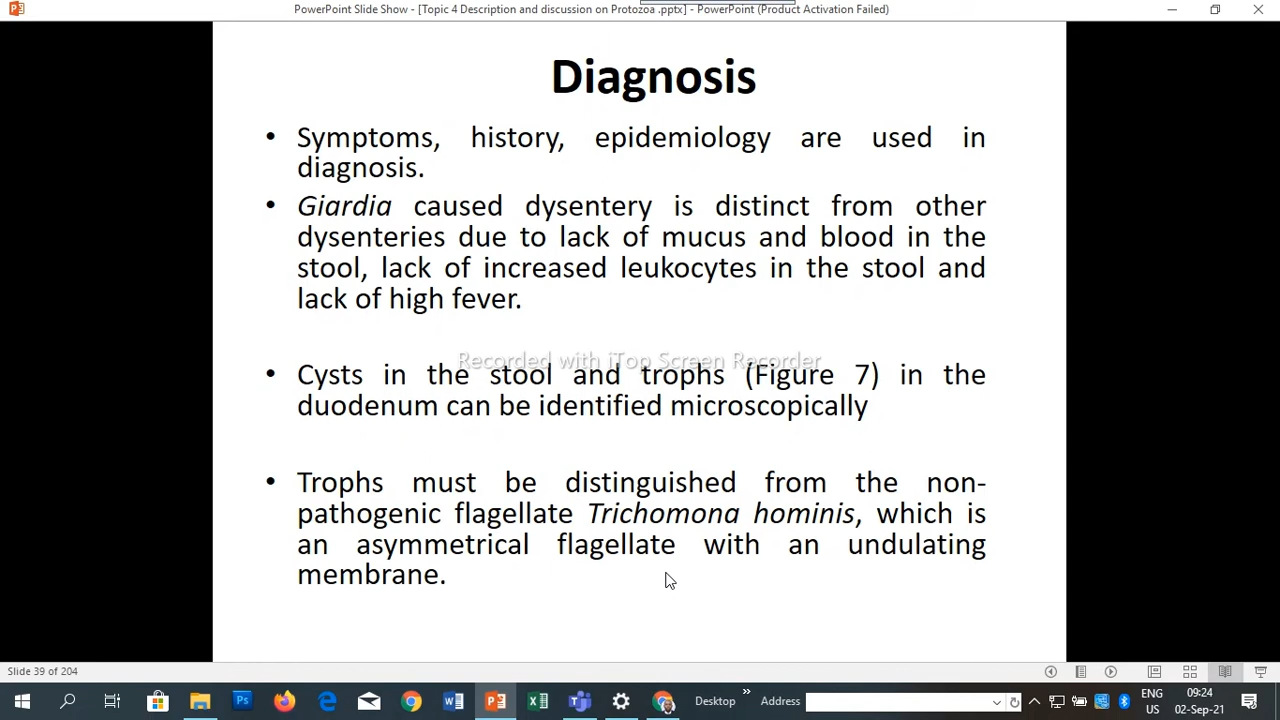 PowerPoint Slide Show - [Topic 4 Description and discussion on Protozoa .pptx] - PowerPoint (Product Activation Failed)
Diagnosis
• Symptoms, history, epidemiology are used in
diagnosis.
• Giardia caused dysentery is distinct from other
dysenteries due to lack of mucus and blood in the
stool, lack of increased leukocytes in the stool and
lack of high fever.
Recorded with iTop Screen Recorder
• Cysts in the stool and trophs (Figure 7) in the
duodenum can be identified microscopically
• Trophs must be distinguished from the non-
pathogenic flagellate Trichomona hominis, which is
an asymmetrical flagellate with an undulating
membrane.
Slide 39 of 204
Desktop
Address
ENG
US
09:24
02-Sep-21